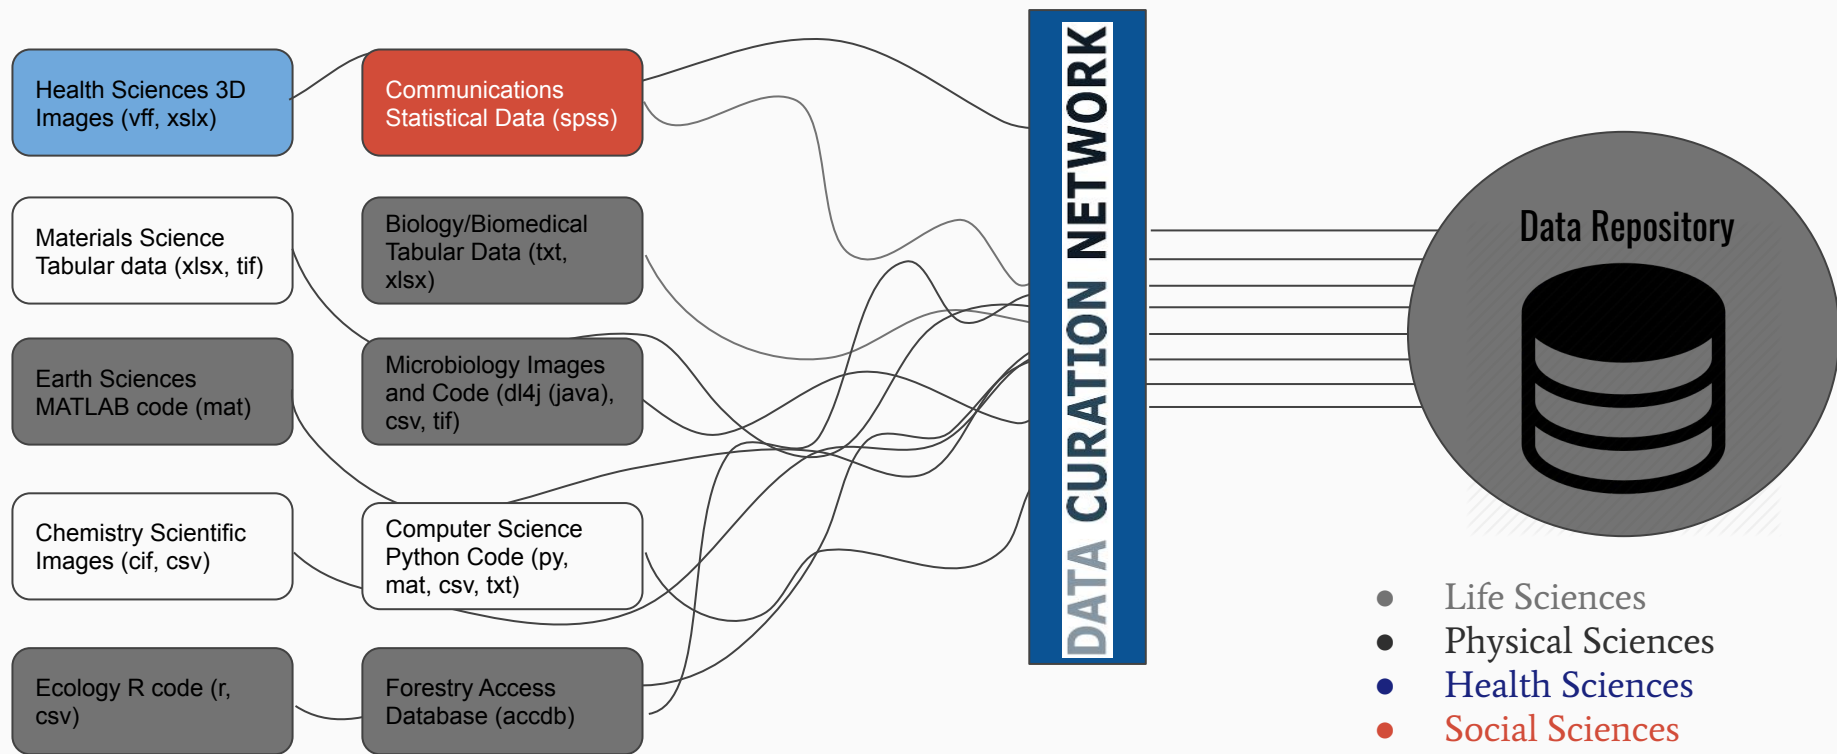 Health Sciences 3D
Images (vff, xslx)
Communications
Statistical Data (spss)
Materials Science
Tabular data (xlsx, tif)
Biology/Biomedical
Tabular Data (txt,
xlsx)
Earth Sciences
MATLAB code (mat)
Microbiology Images
and Code (dl4j (java),
csv, tif)
Chemistry Scientific
Images (cif, csv)
Computer Science
Python Code (py,
mat, csv, txt)
Ecology R code (r,
csv)
Forestry Access
Database (accdb)
DATA CURATION NETWORK
Data Repository
● Life Sciences
● Physical Sciences
● Health Sciences
● Social Sciences